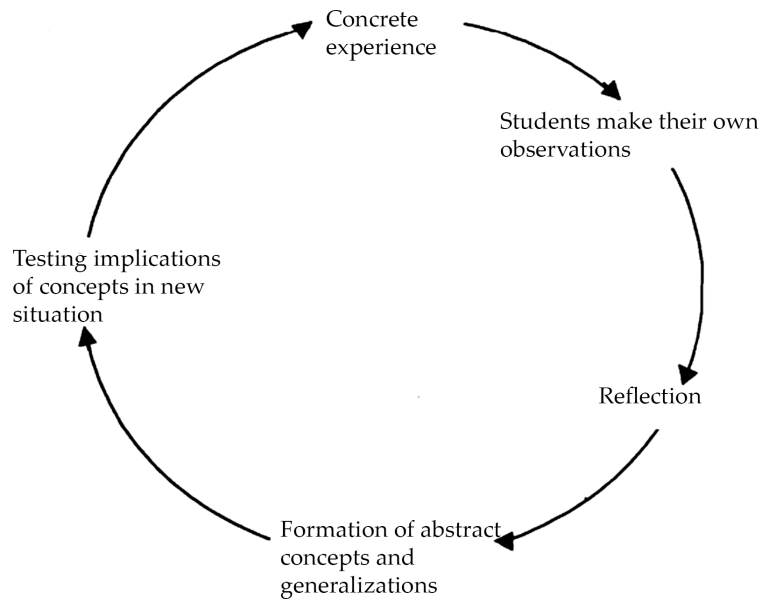 Concrete
experience
Students make their own
observations
Reflection
Formation of abstract
concepts and
generalizations
Testing implications
of concepts in new
situation